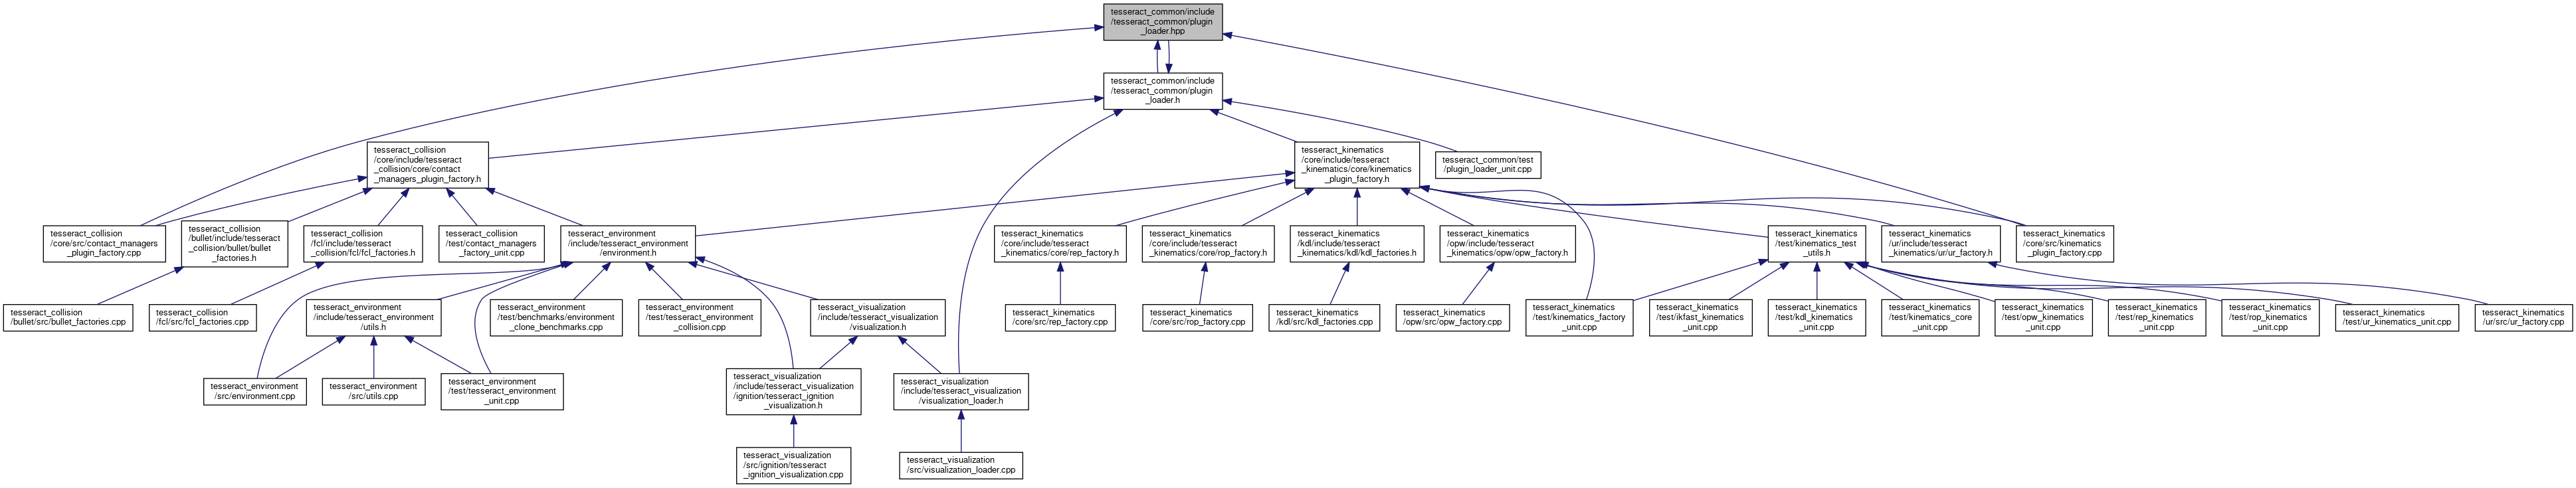 tesseract_common/include
/tesseract_common/plugin
_loader.hpp
tesseract_common/include
/tesseract_common/plugin
_loader.h
tesseract_collision
/core/include/tesseract
_collision/core/contact
_managers_plugin_factory.h
tesseract_kinematics
/core/include/tesseract
_kinematics/core/kinematics
_plugin_factory.h
tesseract_common/test
/plugin_loader_unit.cpp
tesseract_collision
/core/src/contact_managers
_plugin_factory.cpp
tesseract_collision
/bullet/include/tesseract
_collision/bullet/bullet
_factories.h
tesseract_collision
/fcl/include/tesseract
_collision/fcl/fcl_factories.h
tesseract_collision
/test/contact_managers
_factory_unit.cpp
tesseract_environment
/include/tesseract_environment
/environment.h
tesseract_kinematics
/core/include/tesseract
_kinematics/core/rep_factory.h
tesseract_kinematics
/core/include/tesseract
_kinematics/core/rop_factory.h
tesseract_kinematics
/kdl/include/tesseract
_kinematics/kdl/kdl_factories.h
tesseract_kinematics
/opw/include/tesseract
_kinematics/opw/opw_factory.h
tesseract_kinematics
/test/kinematics_test
_utils.h
tesseract_kinematics
/ur/include/tesseract
_kinematics/ur/ur_factory.h
tesseract_kinematics
/core/src/kinematics
_plugin_factory.cpp
tesseract_collision
/bullet/src/bullet_factories.cpp
tesseract_collision
/fcl/src/fcl_factories.cpp
tesseract_environment
/include/tesseract_environment
/utils.h
tesseract_environment
/test/benchmarks/environment
_clone_benchmarks.cpp
tesseract_environment
/test/tesseract_environment
_collision.cpp
tesseract_visualization
/include/tesseract_visualization
/visualization.h
tesseract_kinematics
/core/src/rep_factory.cpp
tesseract_kinematics
/core/src/rop_factory.cpp
tesseract_kinematics
/kdl/src/kdl_factories.cpp
tesseract_kinematics
/opw/src/opw_factory.cpp
tesseract_kinematics
/test/kinematics_factory
_unit.cpp
tesseract_kinematics
/test/ikfast_kinematics
_unit.cpp
tesseract_kinematics
/test/kdl_kinematics
_unit.cpp
tesseract_kinematics
/test/kinematics_core
_unit.cpp
tesseract_kinematics
/test/opw_kinematics
_unit.cpp
tesseract_kinematics
/test/rep_kinematics
_unit.cpp
tesseract_kinematics
/test/rop_kinematics
_unit.cpp
tesseract_kinematics
/test/ur_kinematics_unit.cpp
tesseract_kinematics
/ur/src/ur_factory.cpp
tesseract_environment
/src/environment.cpp
tesseract_environment
/src/utils.cpp
tesseract_environment
/test/tesseract_environment
_unit.cpp
tesseract_visualization
/include/tesseract_visualization
/ignition/tesseract_ignition
_visualization.h
tesseract_visualization
/include/tesseract_visualization
/visualization_loader.h
tesseract_visualization
/src/ignition/tesseract
_ignition_visualization.cpp
tesseract_visualization
/src/visualization_loader.cpp